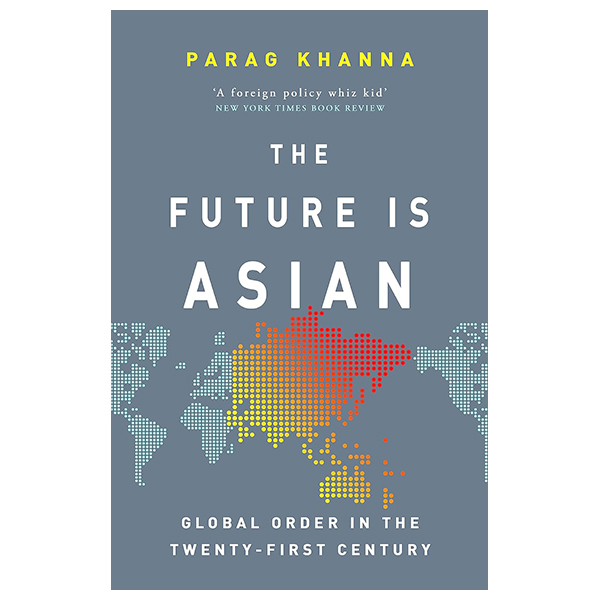 PARAG KHANNA
‘A foreign policy whiz kid’
NEW YORK TIMES BOOK REVIEW
THE
FUTURE IS
ASIAN
GLOBAL ORDER IN THE
TWENTY-FIRST CENTURY